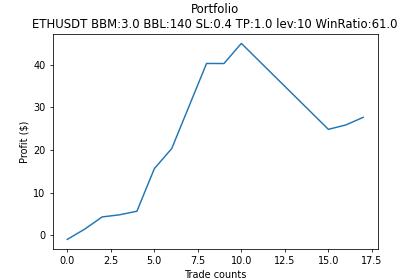 Portfolio
ETHUSDT BBM:3.0 BBL:140 SL:0.4 TP:1.0 lev:10 WinRatio:61.0
40
30
20
10
0
Profit ($)
0.0 2.5 5.0 7.5 10.0 12.5 15.0 17.5
Trade counts